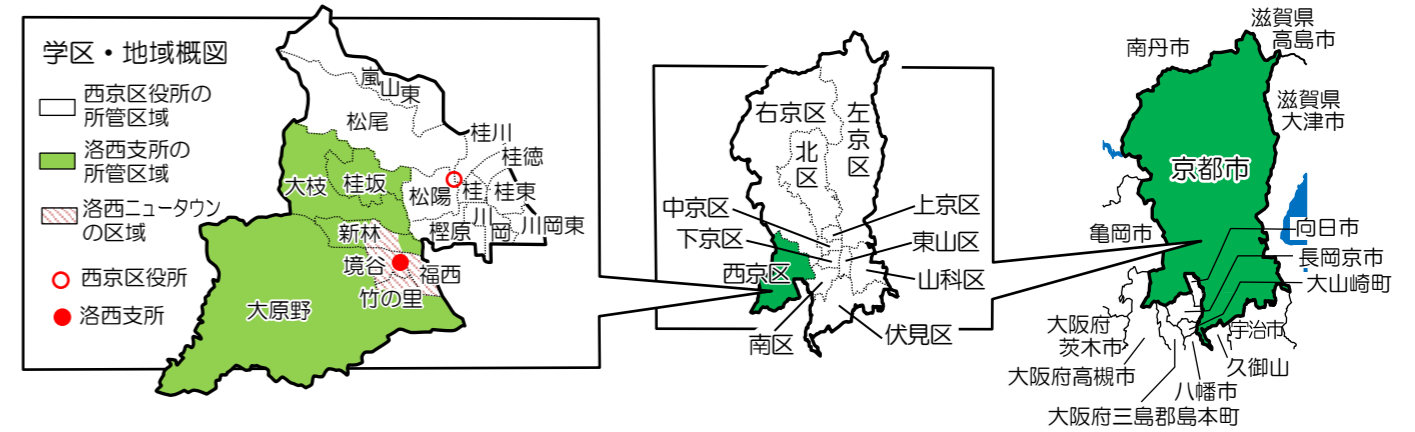 学区・地域概図
西京区役所の
所管区域
洛西支所の
所管区域
洛西ニュータウン
の区域
西京区役所
洛西支所
嵐山東
松尾
桂川
桂徳
大枝
桂坂
松陽
桂
桂東
川岡
川岡東
樫原
新林
境谷
福西
竹の里
大原野
右京区
左京区
北区
中京区
上京区
下京区
東山区
西京区
山科区
南区
伏見区
滋賀県
高島市
南丹市
滋賀県
大津市
京都市
亀岡市
向日市
長岡京市
大山崎町
大阪府
茨木市
宇治市
久御山
大阪府高槻市
八幡市
大阪府三島郡島本町